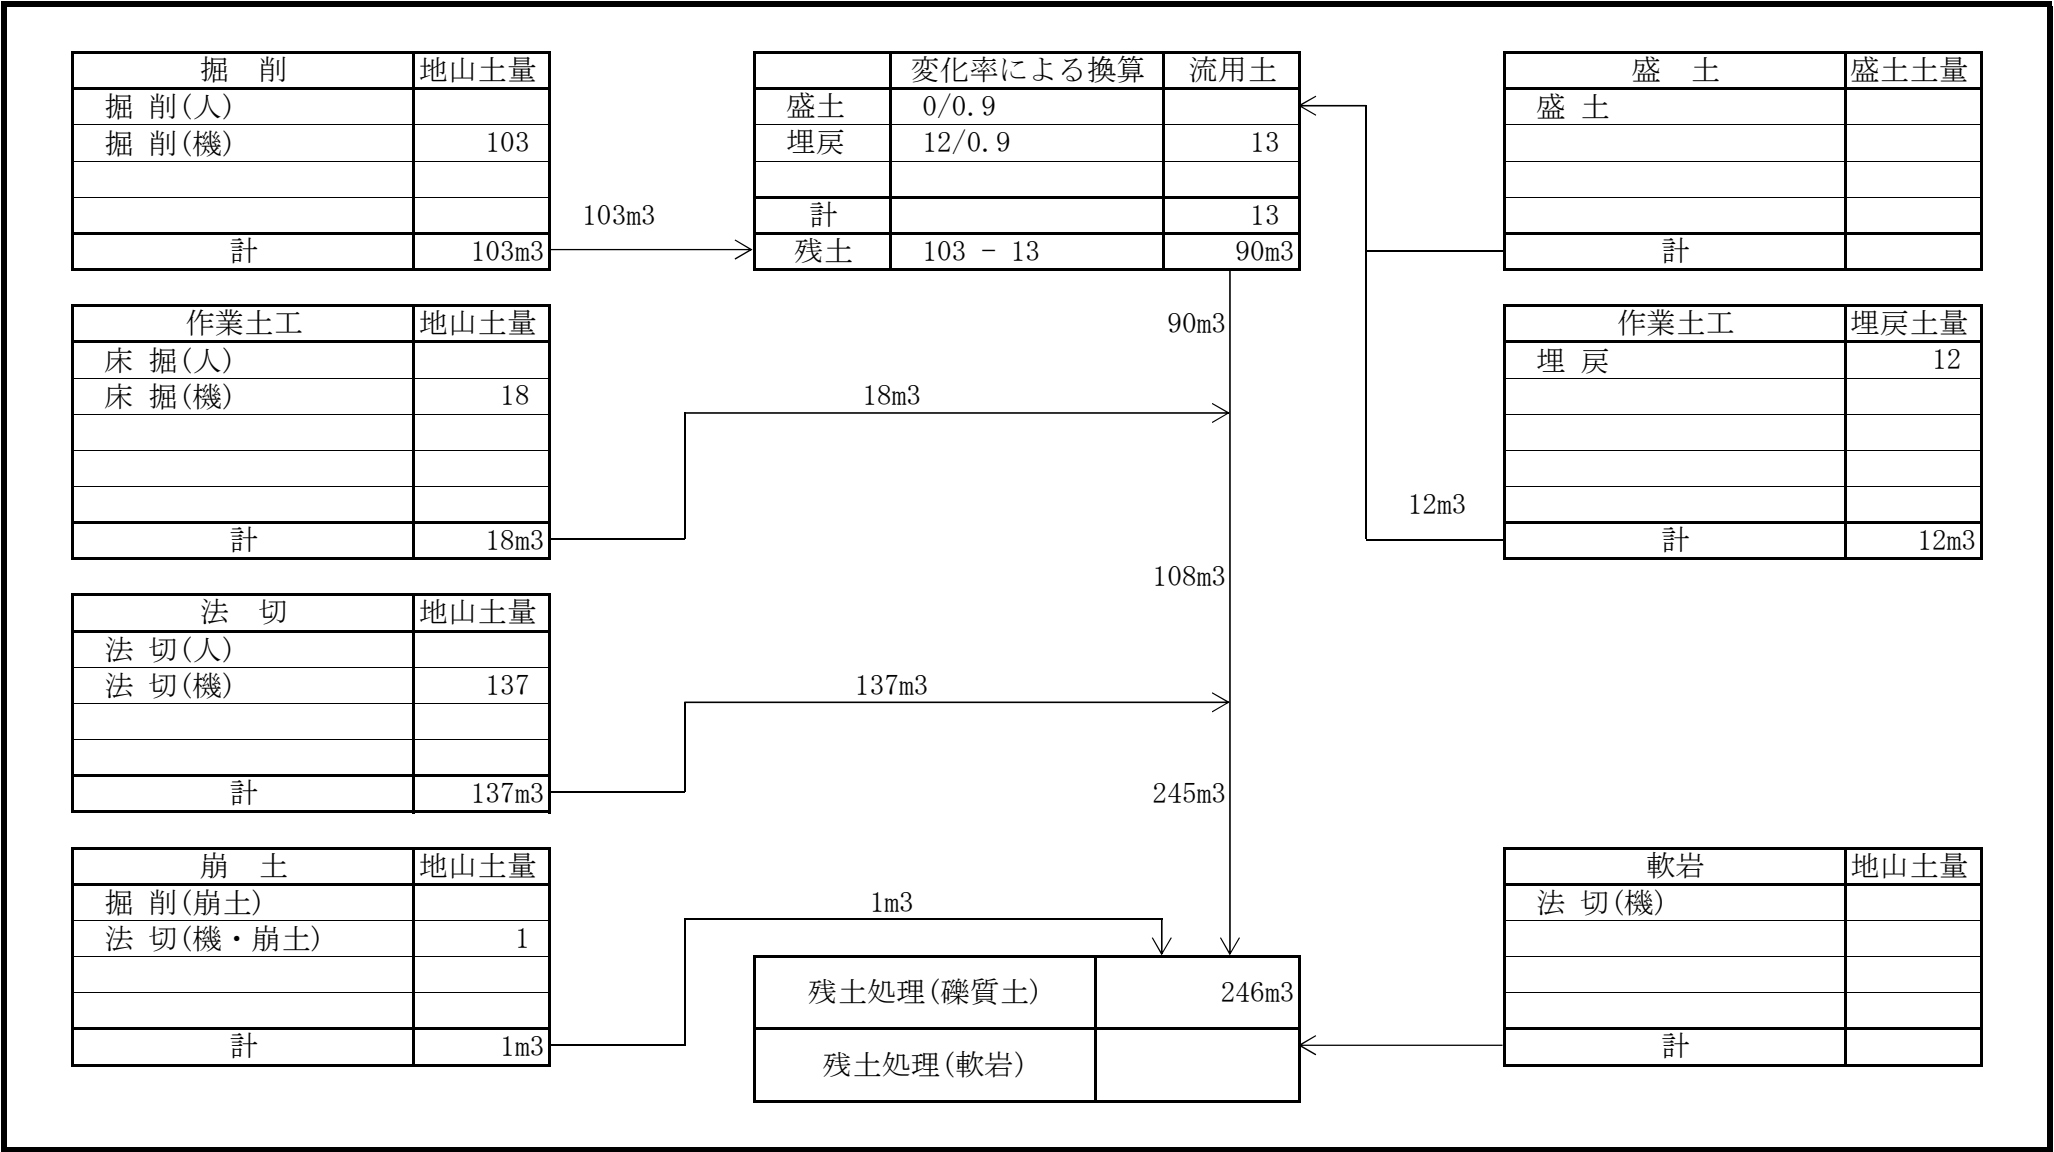 掘　削 地山土量
掘 削(人)
掘 削(機) 103
計 103m3
103m3
変化率による換算 流用土
盛土 0/0.9
埋戻 12/0.9 13
計 13
残土 103 - 13 90m3
盛　土 盛土土量
盛 土
計
作業土工 地山土量
床 掘(人)
床 掘(機) 18
計 18m3
18m3
90m3
作業土工 埋戻土量
埋 戻 12
計 12m3
12m3
108m3
法　切 地山土量
法 切(人)
法 切(機) 137
計 137m3
137m3
245m3
崩　土 地山土量
掘 削(崩土)
法 切(機・崩土) 1
計 1m3
1m3
残土処理(礫質土) 246m3
残土処理(軟岩)
軟岩 地山土量
法 切(機)
計